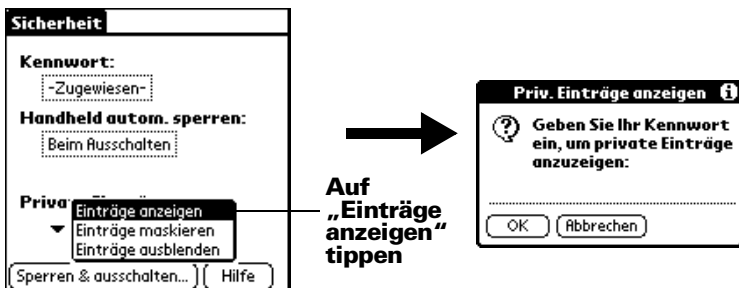 Sicherheit
Kennwort:
-Zugewiesen-
Handheld autom. sperren:
Beim Ausschalten
Einträge anzeigen
Einträge maskieren
Einträge ausblenden
Sperren & ausschalten...
Hilfe
Auf
„Einträge
anzeigen“
tippen
Priv. Einträge anzeigen
Geben Sie Ihr Kennwort
ein, um private Einträge
anzuzeigen:
OK
Abbrechen